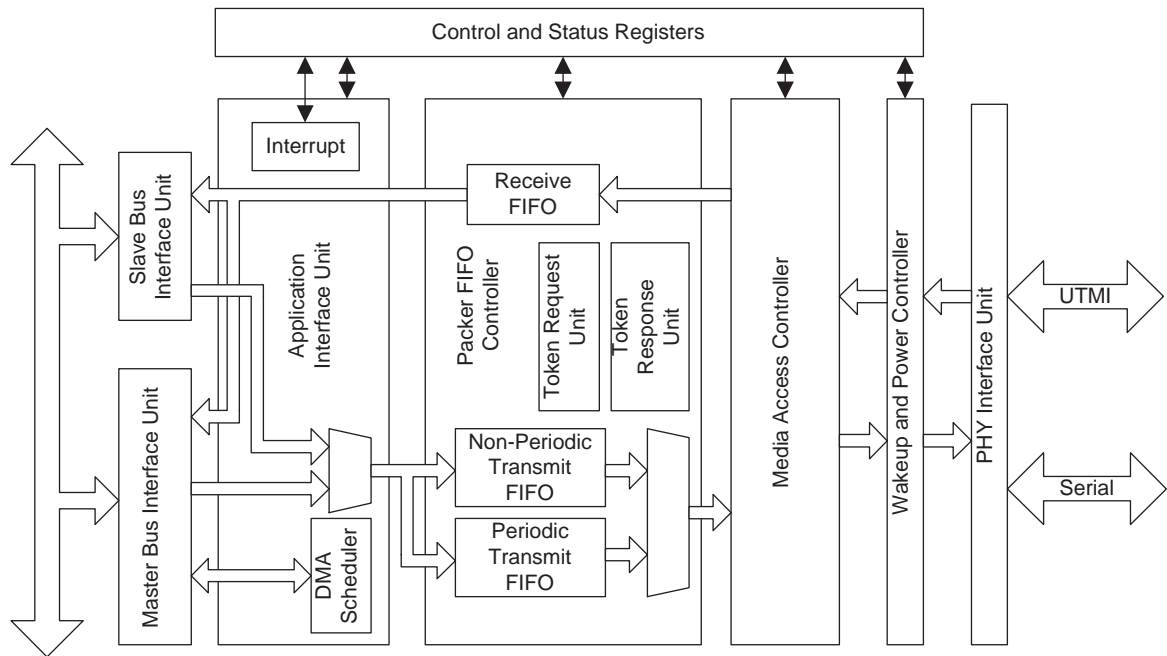 Control and Status Registers
Interrupt
Slave Bus
Interface Unit
Master Bus Interface Unit
Application
Interface Unit
DMA
Scheduler
Receive
FIFO
Packer FIFO
Controller
Token Request
Unit
Token
Response
Unit
Non-Periodic
Transmit
FIFO
Periodic
Transmit
FIFO
Media Access Controller
Wakeup and Power Controller
PHY Interface Unit
UTMI
Serial